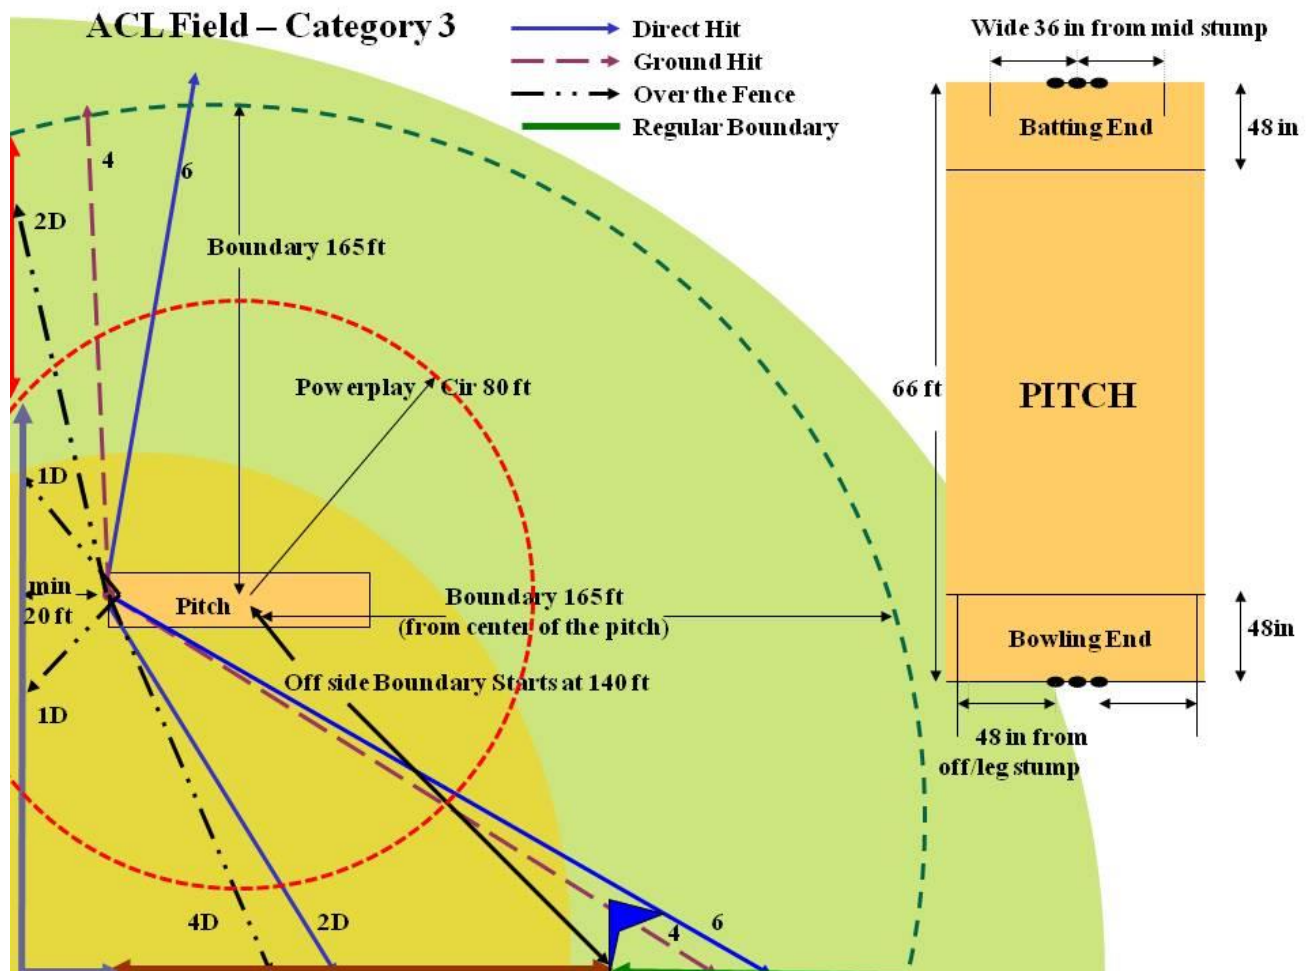 ACL Field – Category 3
Direct Hit
Ground Hit
Over the Fence
Regular Boundary
Wide 36 in from mid stump
Batting End
48 in
4
6
2D
Boundary 165 ft
Powerplay Cir 80 ft
66 ft
PITCH
1D
min
20 ft
Pitch
Boundary 165 ft
(from center of the pitch)
Bowling End
48 in
Off side Boundary Starts at 140 ft
1D
48 in from
off/leg stump
4D
2D
4
6